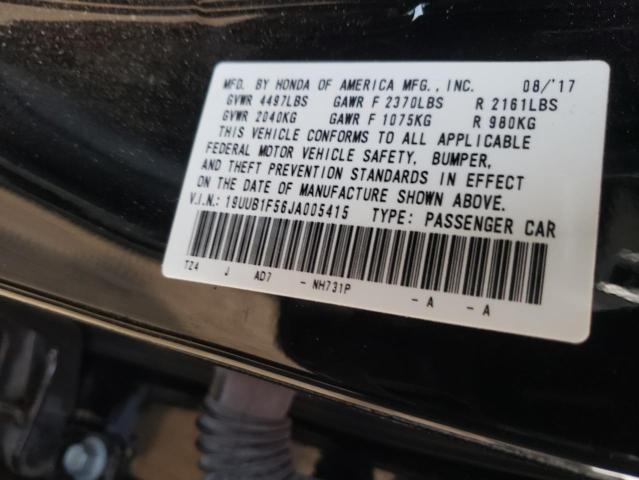 MFD. BY HONDA OF AMERICA MFG., INC. 08/'17
GVWR 4497LBS GAWR F 2370LBS R 2161LBS
GVWR 2040KG GAWR F 1075KG R 980KG
THIS VEHICLE CONFORMS TO ALL APPLICABLE
FEDERAL MOTOR VEHICLE SAFETY, BUMPER,
AND THEFT PREVENTION STANDARDS IN EFFECT
ON THE DATE OF MANUFACTURE SHOWN ABOVE.
V.I.N.: 19UUB1F56JA005415 TYPE: PASSENGER CAR
TZ4 J AD7 - NH731P - A - A